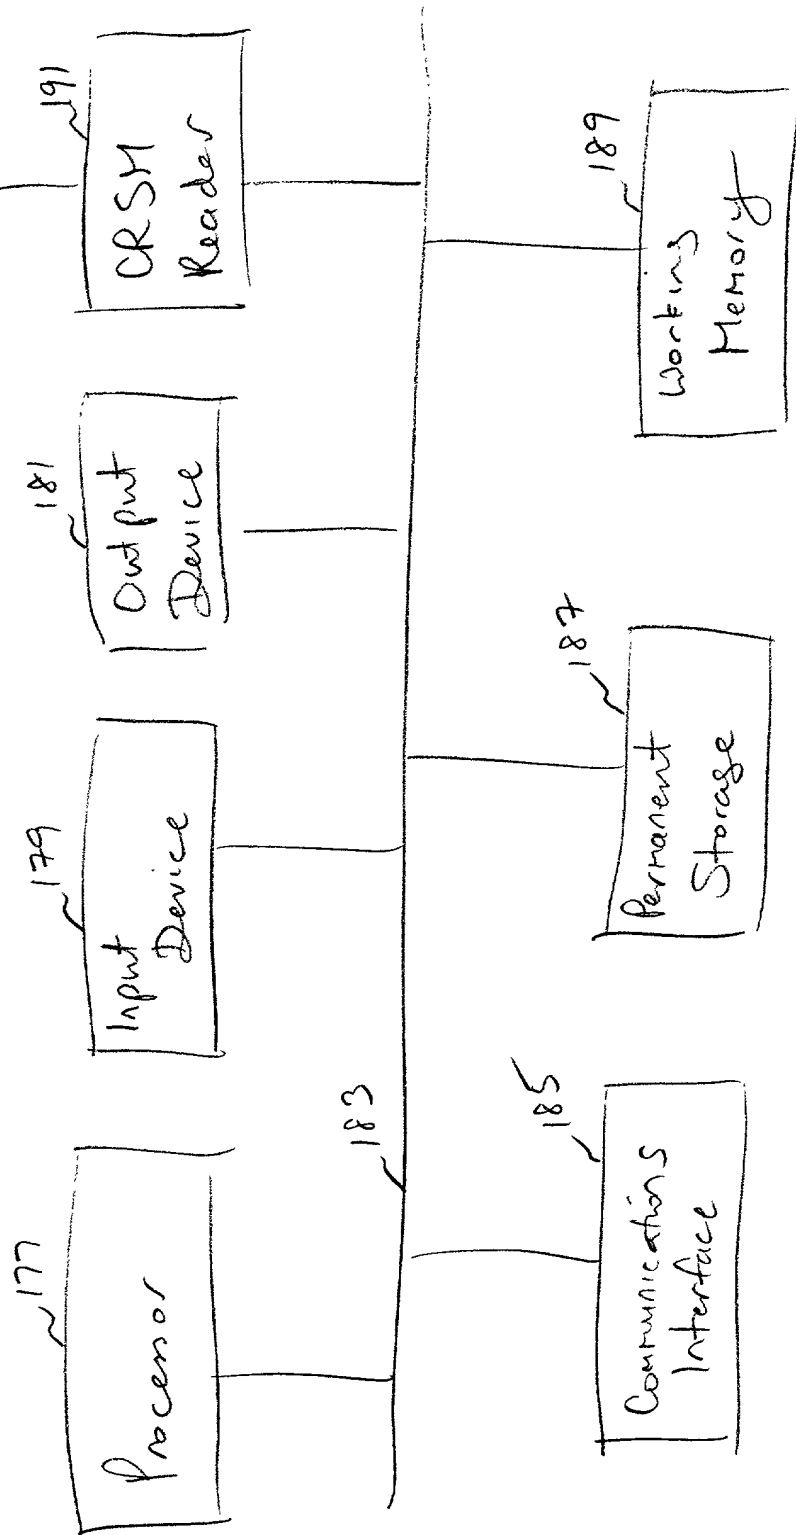 177
Processor
179
Input
Device
181
Output
Device
191
CRSM
Reader
183
185
Communications
Interface
187
Permanent
Storage
189
Working
Memory